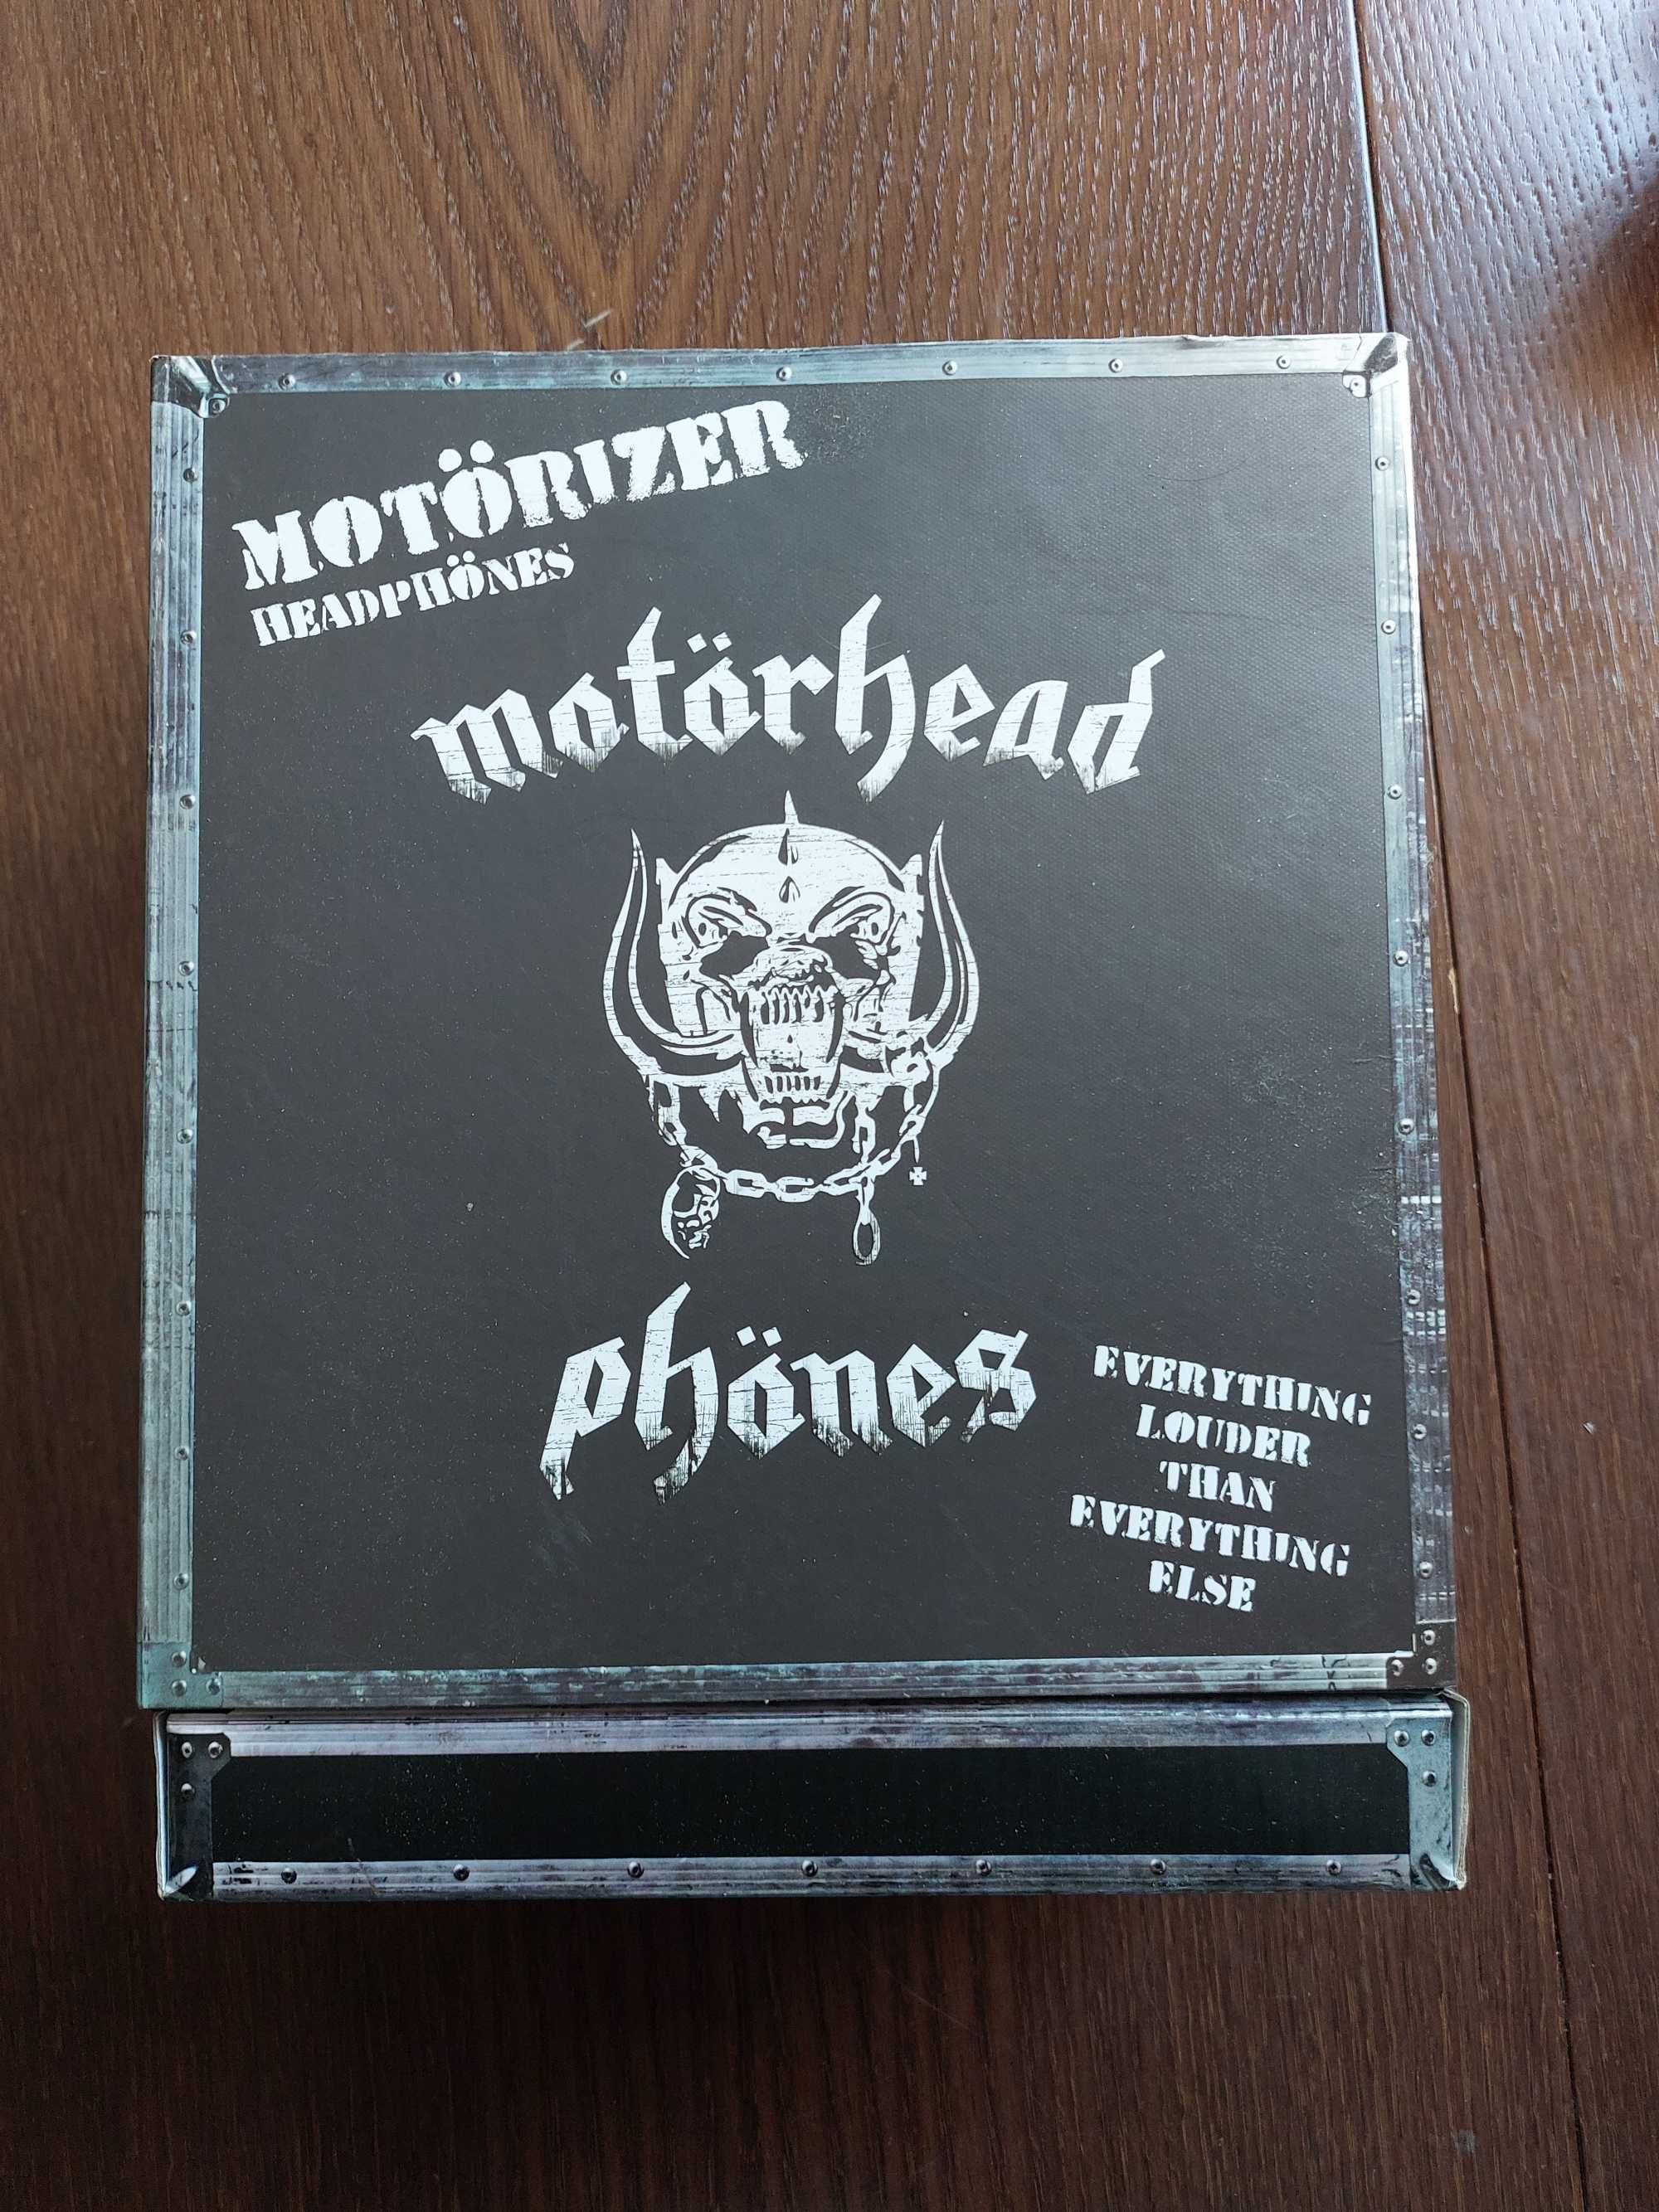 MOTÖRIZER
HEADPHÖNES
motörhead
phönes
EVERYTHING
LOUDER
THAN
EVERYTHING
ELSE